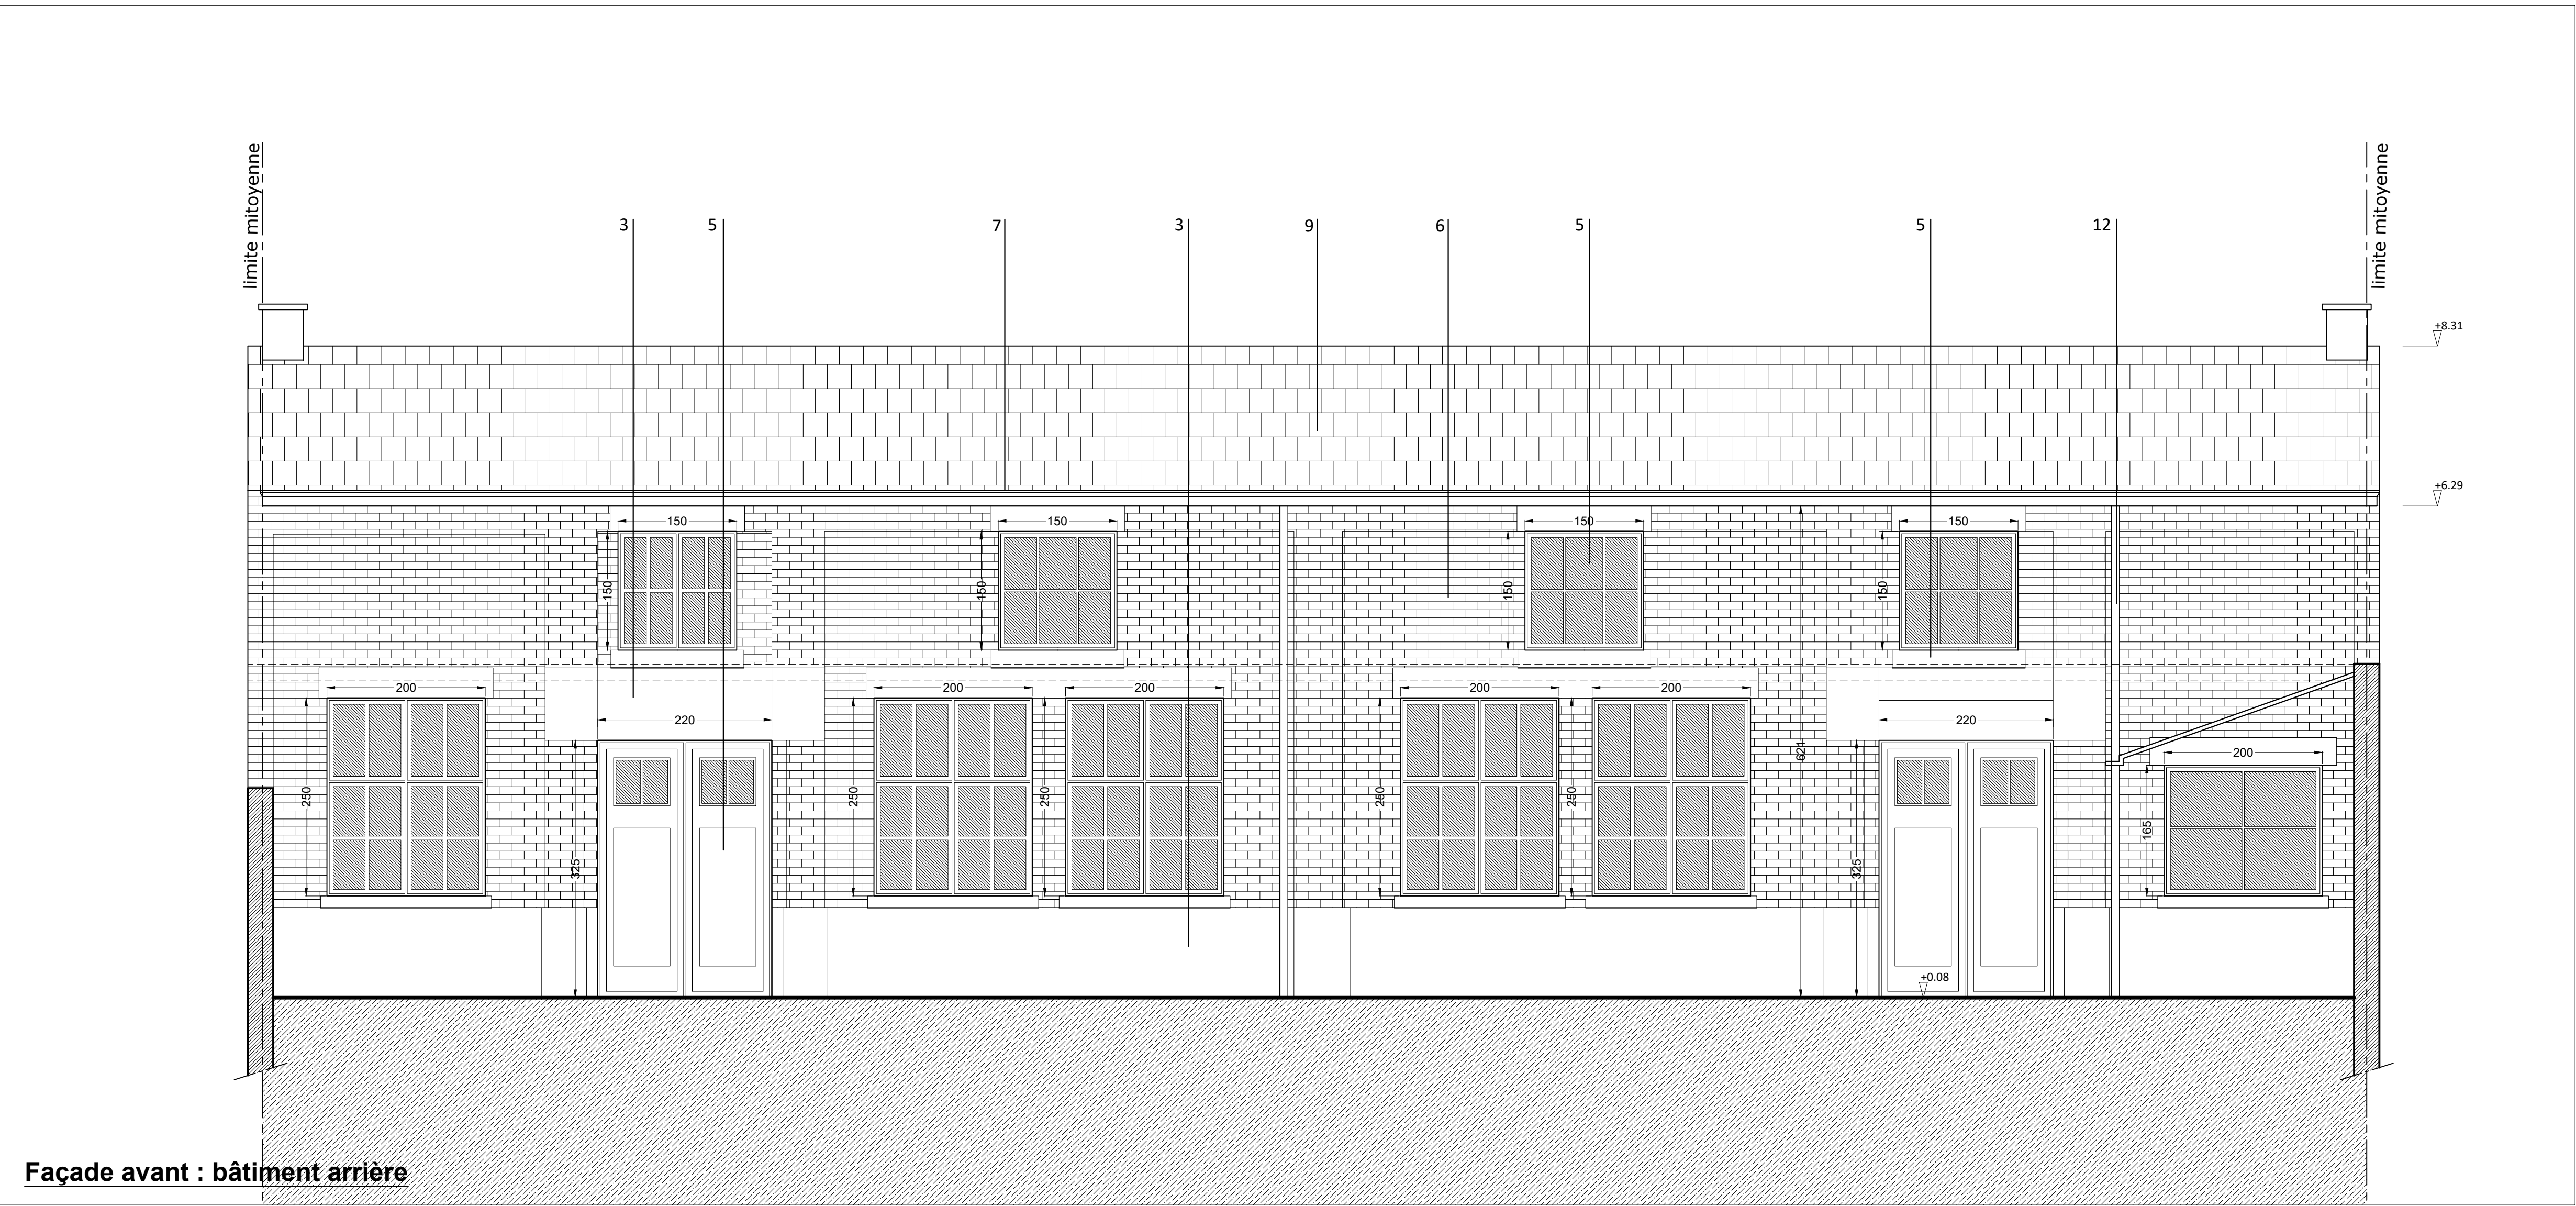 limite mitoyenne
limite mitoyenne
3 5 7 3 9 6 5 5 12
+8.31
+6.29
150 150 150 150
150 150 150 150
200 200 200 200 200
220 220
200
250 250 250 250 250
621
165
325 325
+0.08
Façade avant : bâtiment arrière